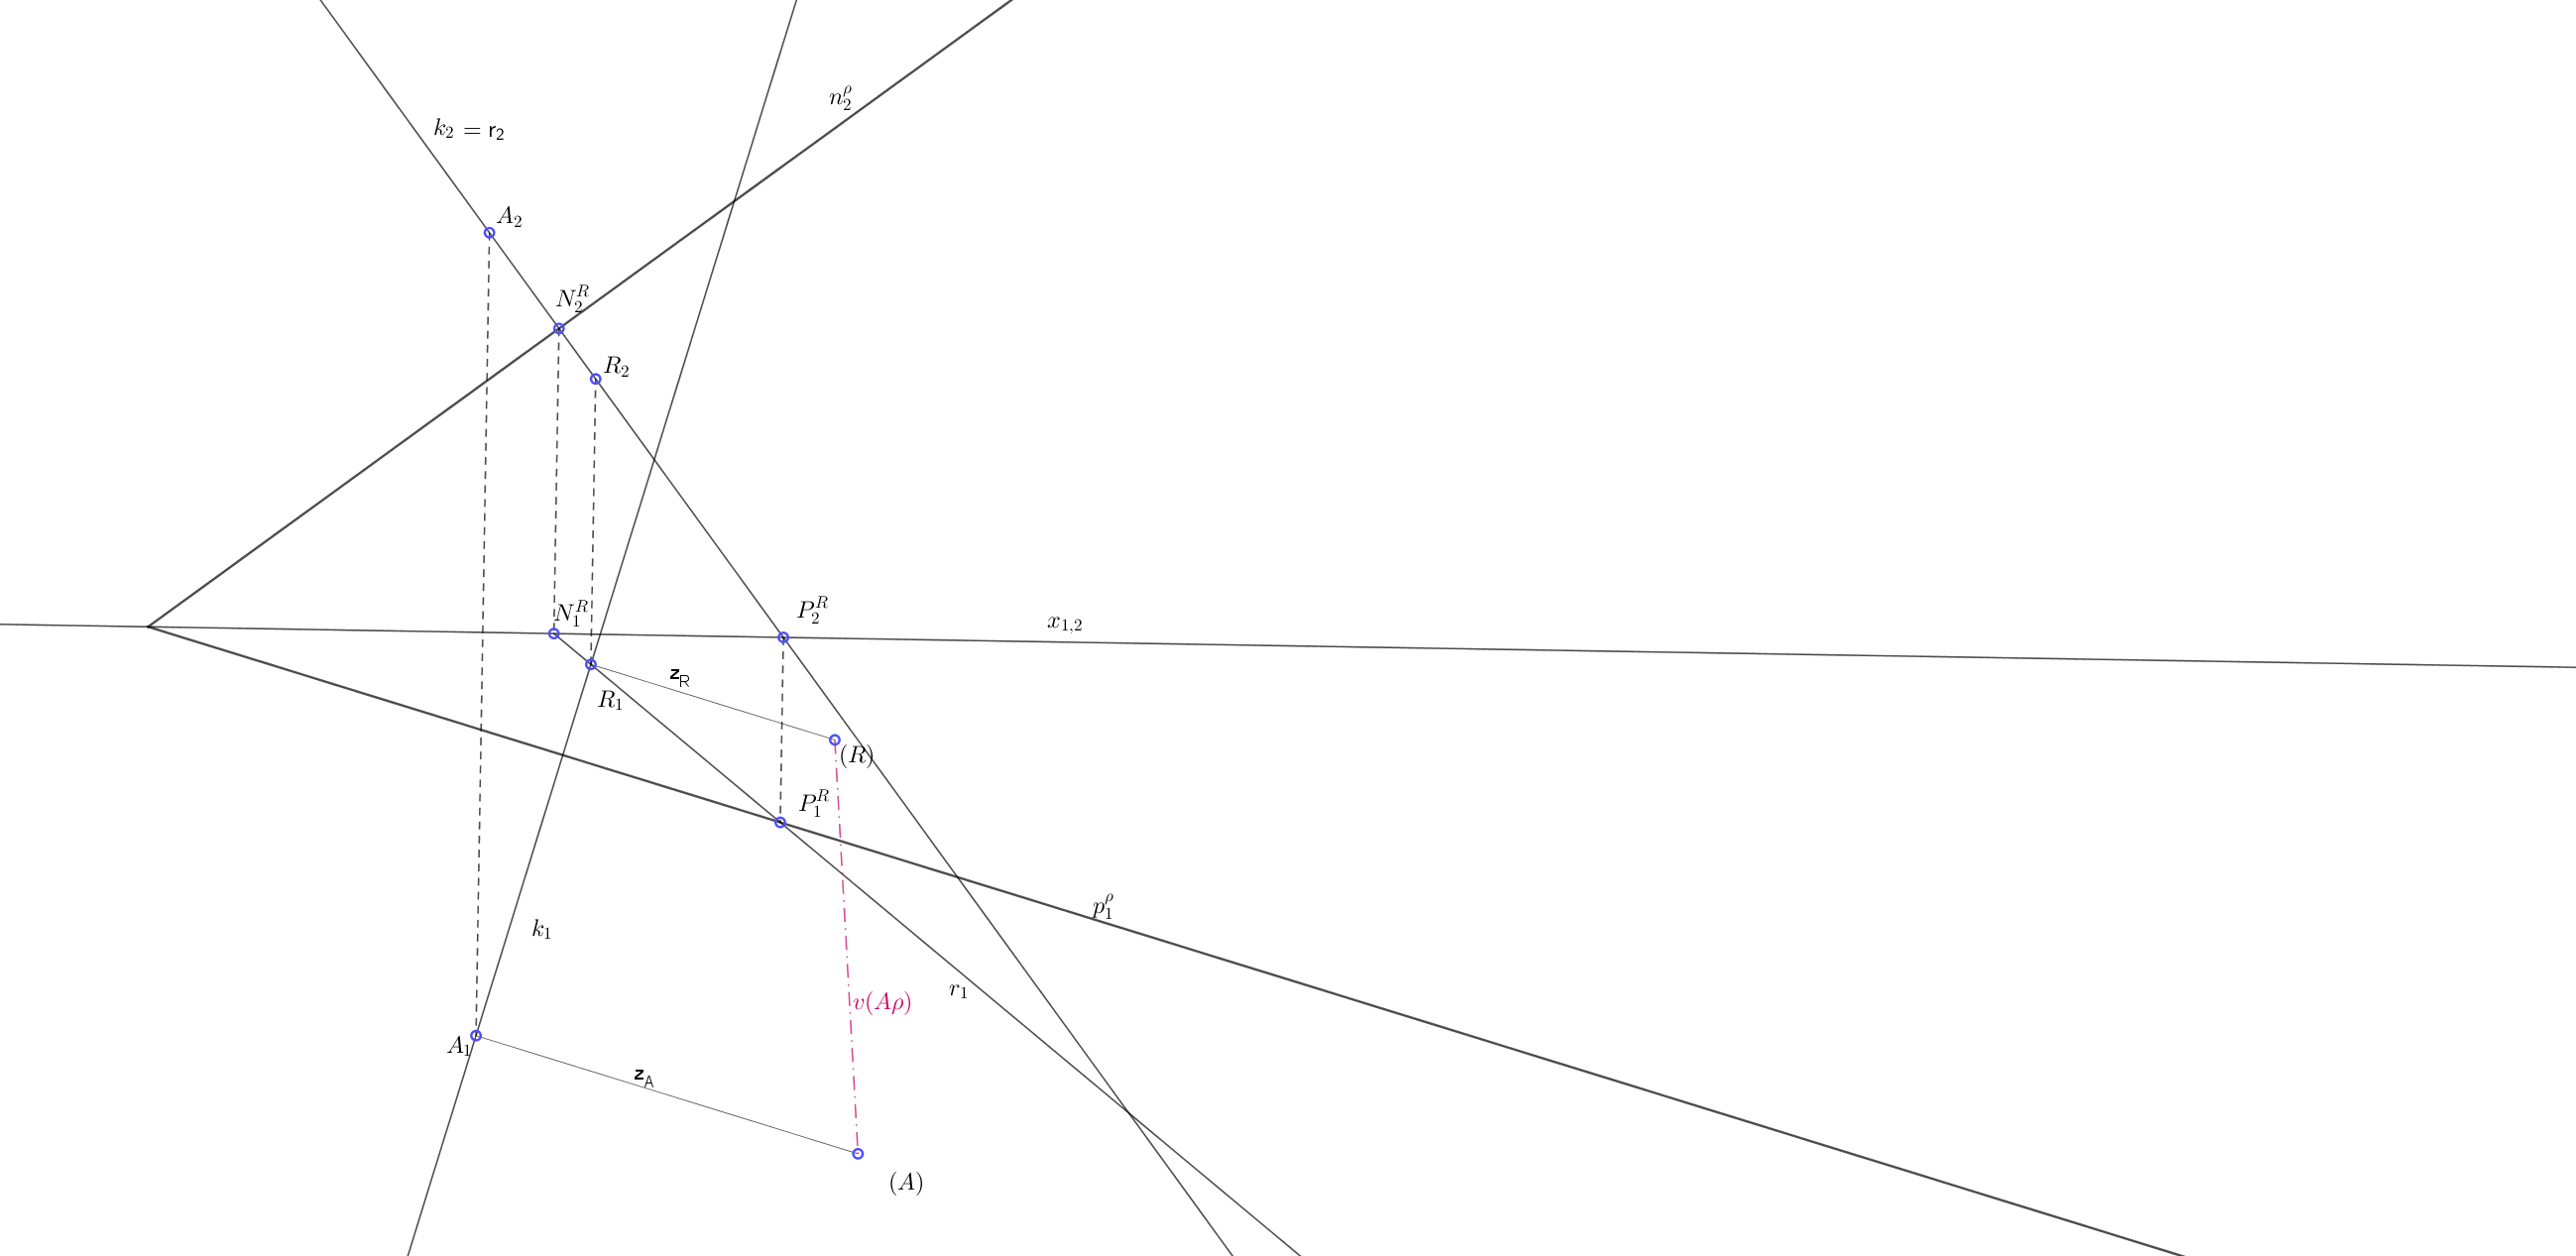 n₂^ρ
k₂ = r₂
A₂
N₂^R
R₂
N₁^R
P₂^R
x₁,₂
z_R
R₁
(R)
P₁^R
p₁^ρ
k₁
r₁
v(Aρ)
A₁
z_A
(A)